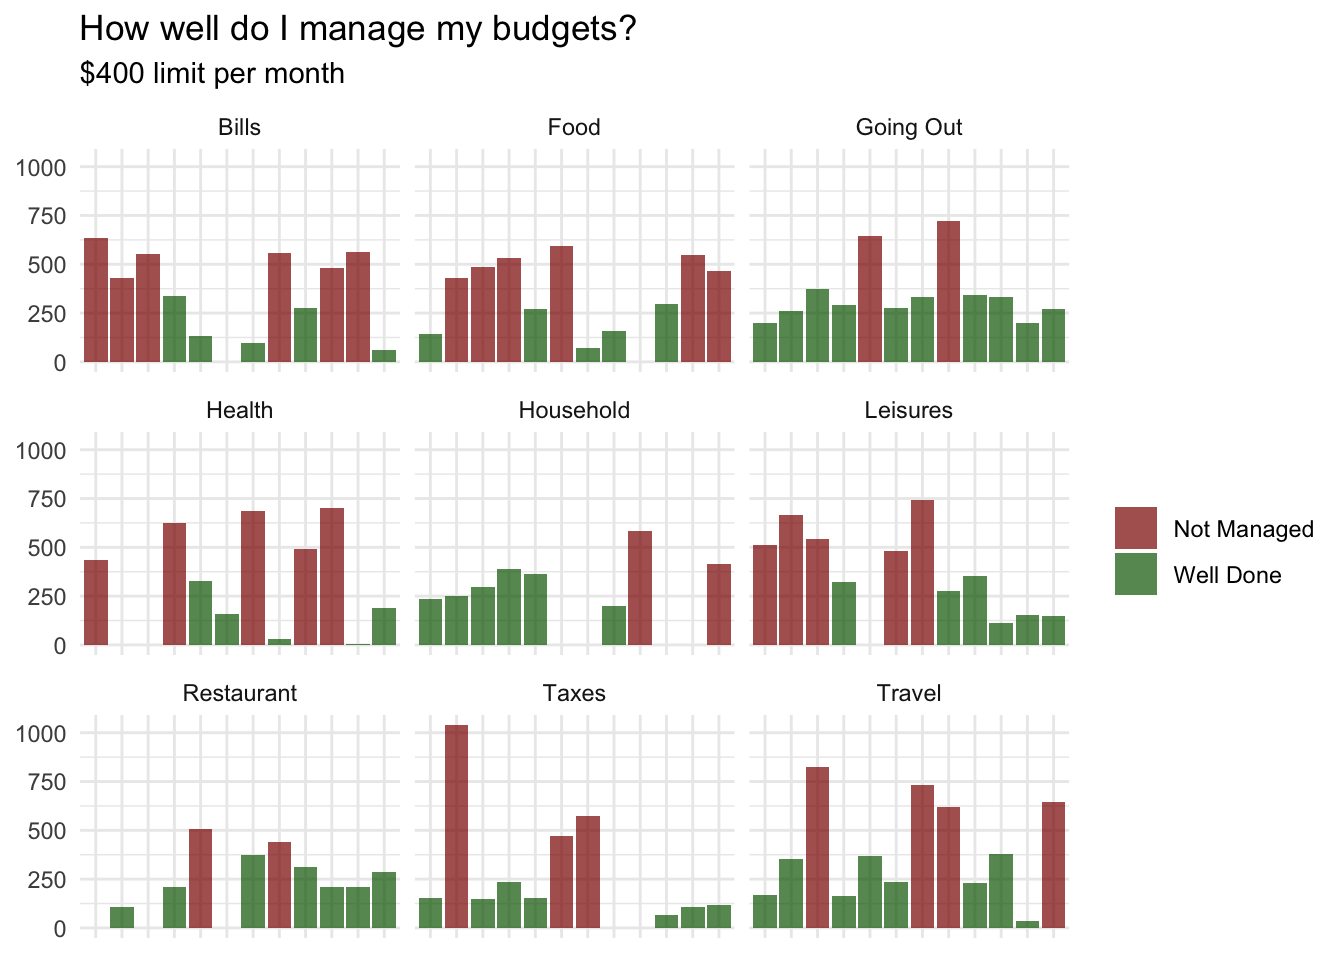 How well do I manage my budgets?
$400 limit per month
Bills
Food
Going Out
1000
750
500
250
0
Health
Household
Leisures
1000
750
500
250
0
Not Managed
Well Done
Restaurant
Taxes
Travel
1000
750
500
250
0